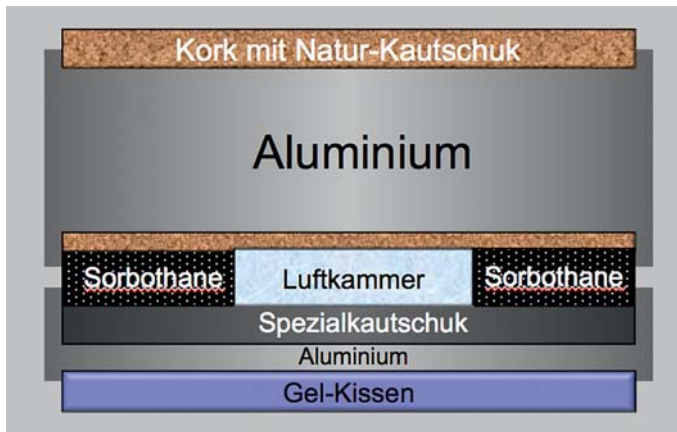 Kork mit Natur-Kautschuk
Aluminium
Sorbothane Luftkammer Sorbothane
Spezialkautschuk
Aluminium
Gel-Kissen